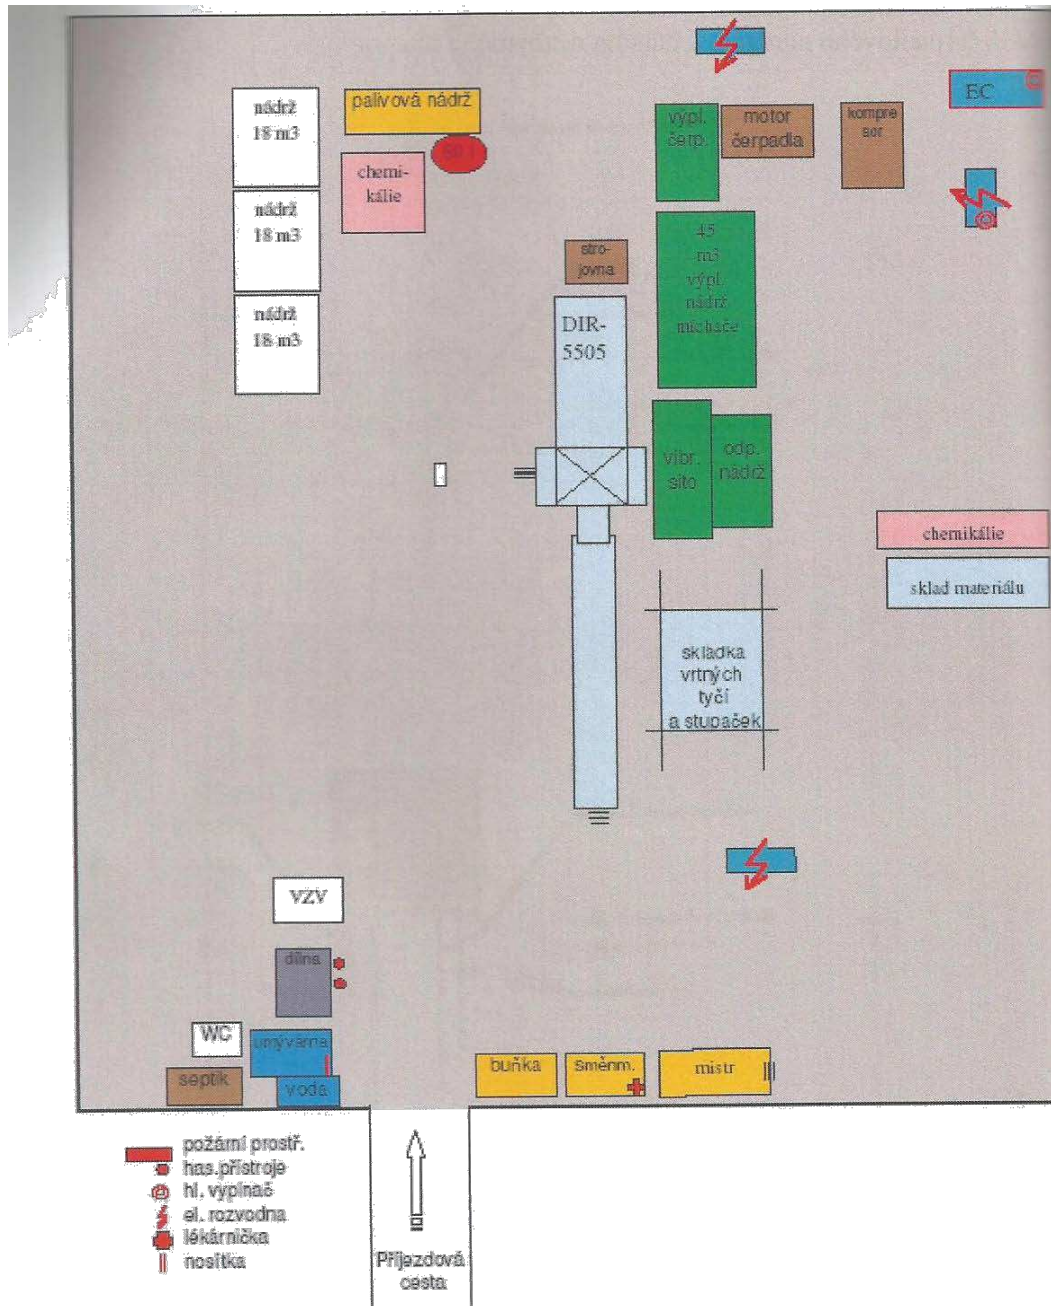 nádrž
18 m3
palivová nádrž
chemi-
kálie
nádrž
18 m3
nádrž
18 m3
výpl.
čerp.
motor
čerpadla
kompre
sor
EC
stro-
jovna
45
m3
výpl.
nádrž
míchače
DIR-
5505
vibr.
síto
odp.
nádrž
chemikálie
sklad materiálu
skládka
vrtných
tyčí
a stupaček
VZV
dílna
WC
umývárna
septik
voda
buňka
směnm.
mistr
požární prostř.
has.přístroje
hl. vypínač
el. rozvodna
lékárnička
nosítka
Příjezdová
cesta